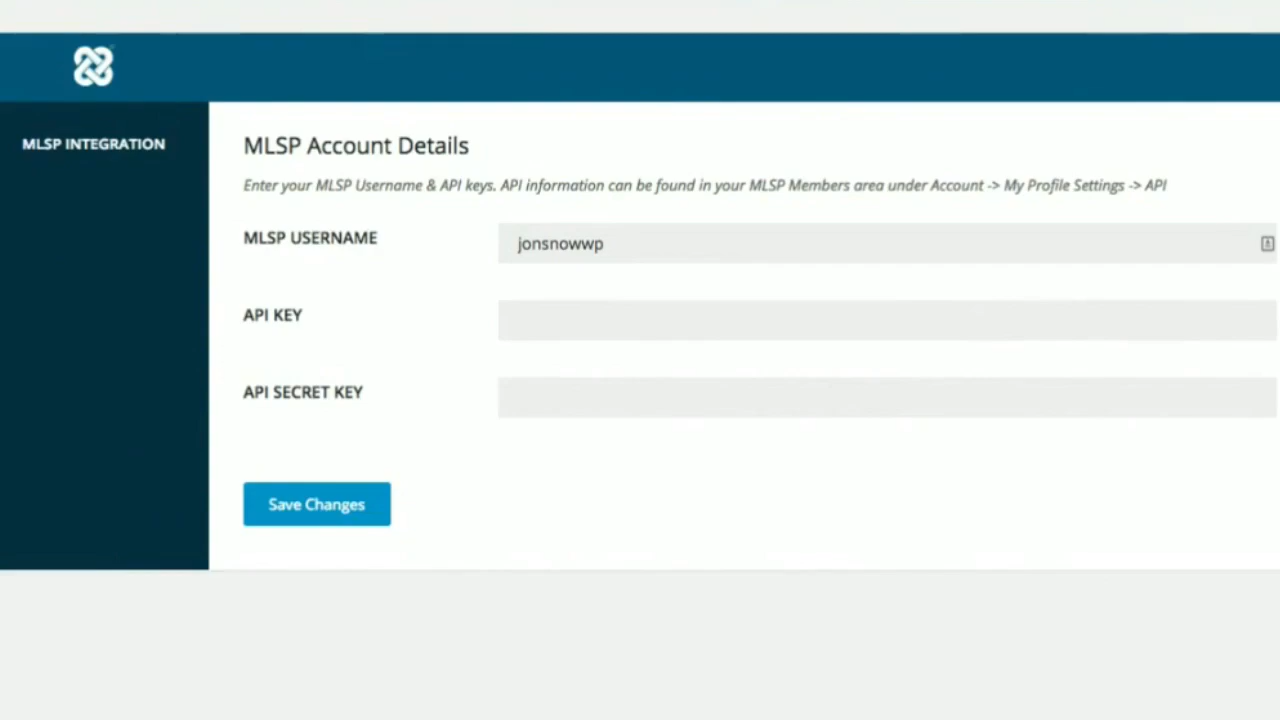 MLSP INTEGRATION
MLSP Account Details
Enter your MLSP Username & API keys. API information can be found in your MLSP Members area under Account -> My Profile Settings -> API
MLSP USERNAME
jonsnowwp
API KEY
API SECRET KEY
Save Changes